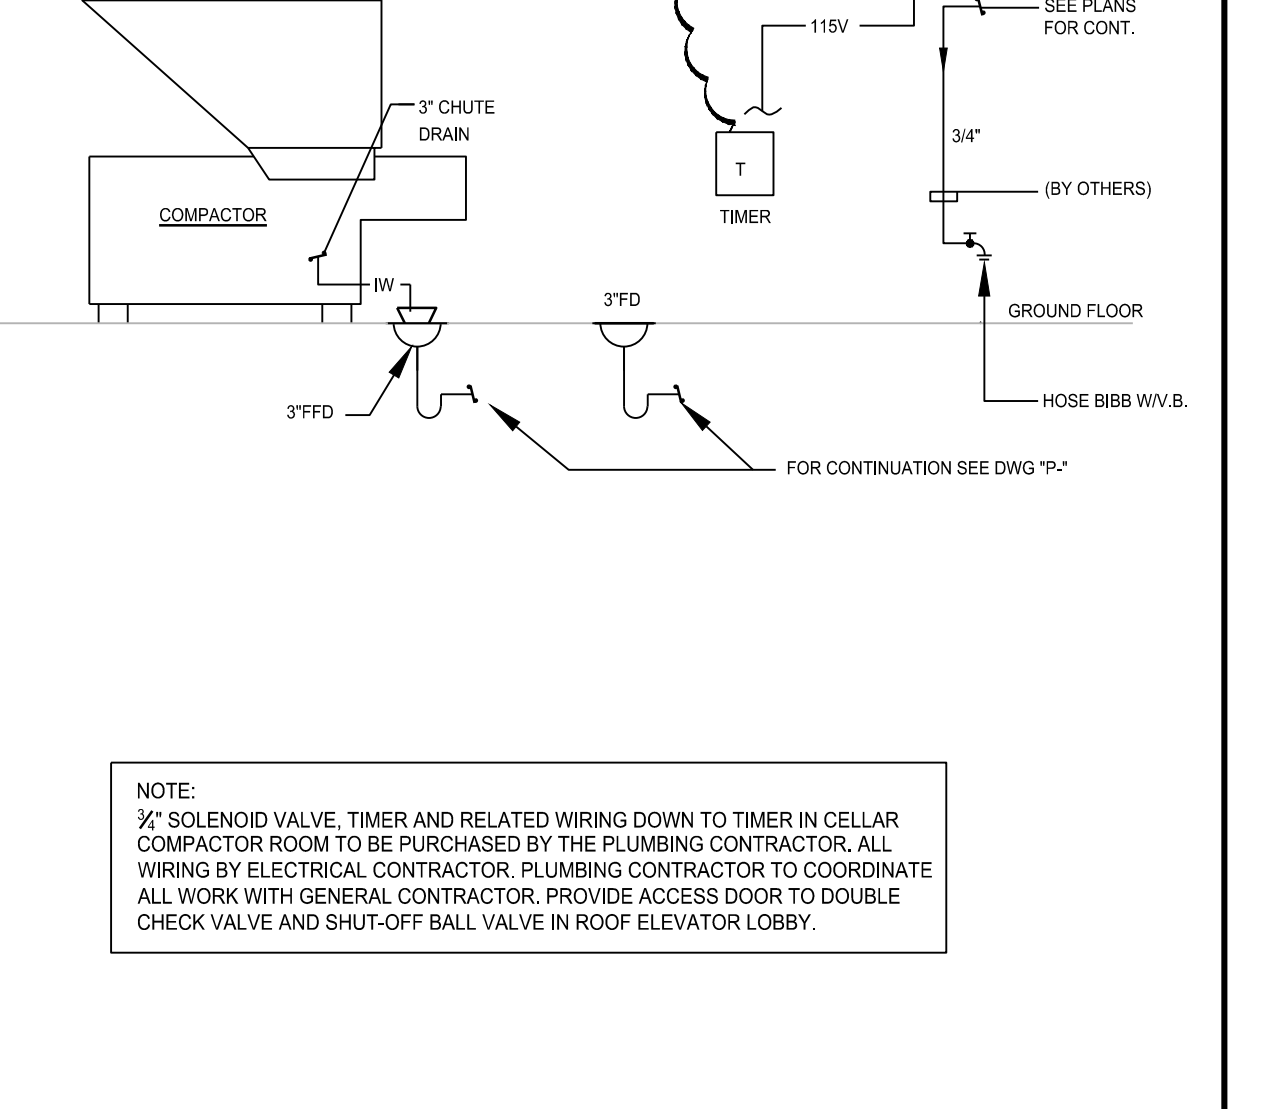 SEE PLANS
FOR CONT.
115V
3" CHUTE
DRAIN
3/4"
T
TIMER
(BY OTHERS)
COMPACTOR
IW
3"FD
GROUND FLOOR
3"FFD
HOSE BIBB W/V.B.
FOR CONTINUATION SEE DWG "P-"
NOTE:
3/4" SOLENOID VALVE, TIMER AND RELATED WIRING DOWN TO TIMER IN CELLAR
COMPACTOR ROOM TO BE PURCHASED BY THE PLUMBING CONTRACTOR. ALL
WIRING BY ELECTRICAL CONTRACTOR. PLUMBING CONTRACTOR TO COORDINATE
ALL WORK WITH GENERAL CONTRACTOR. PROVIDE ACCESS DOOR TO DOUBLE
CHECK VALVE AND SHUT-OFF BALL VALVE IN ROOF ELEVATOR LOBBY.